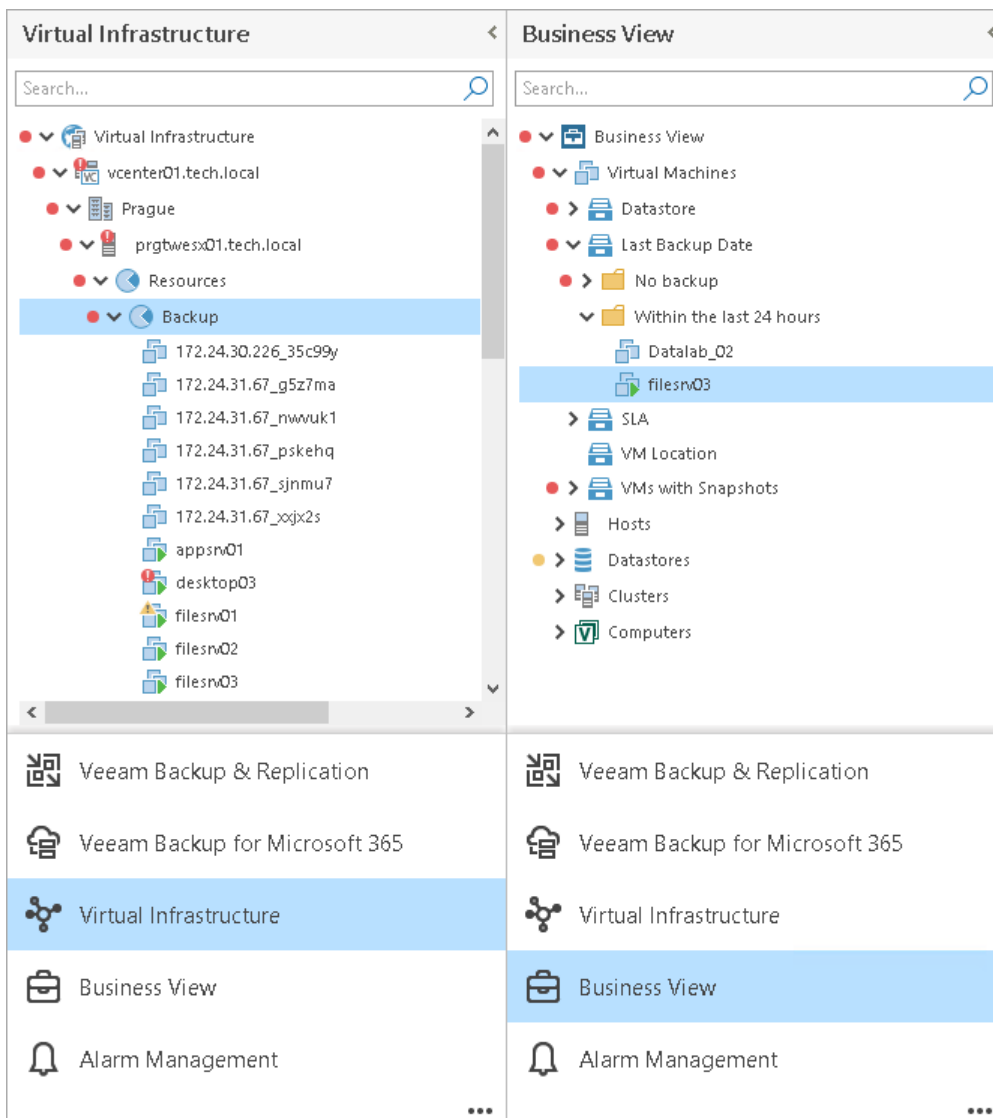 Virtual Infrastructure
Search...
Virtual Infrastructure
vcenter01.tech.local
VC
Prague
prgtwesx01.tech.local
Resources
Backup
172.24.30.226_35c99y
172.24.31.67_g5z7ma
172.24.31.67_nwvuk1
172.24.31.67_pskehq
172.24.31.67_sjnmu7
172.24.31.67_xxjx2s
appsrv01
desktop03
filesrv01
filesrv02
filesrv03
Veeam Backup & Replication
Veeam Backup for Microsoft 365
Virtual Infrastructure
Business View
Alarm Management
Business View
Search...
Business View
Virtual Machines
Datastore
Last Backup Date
No backup
Within the last 24 hours
Datalab_02
filesrv03
SLA
VM Location
VMs with Snapshots
Hosts
Datastores
Clusters
V Computers
Veeam Backup & Replication
Veeam Backup for Microsoft 365
Virtual Infrastructure
Business View
Alarm Management